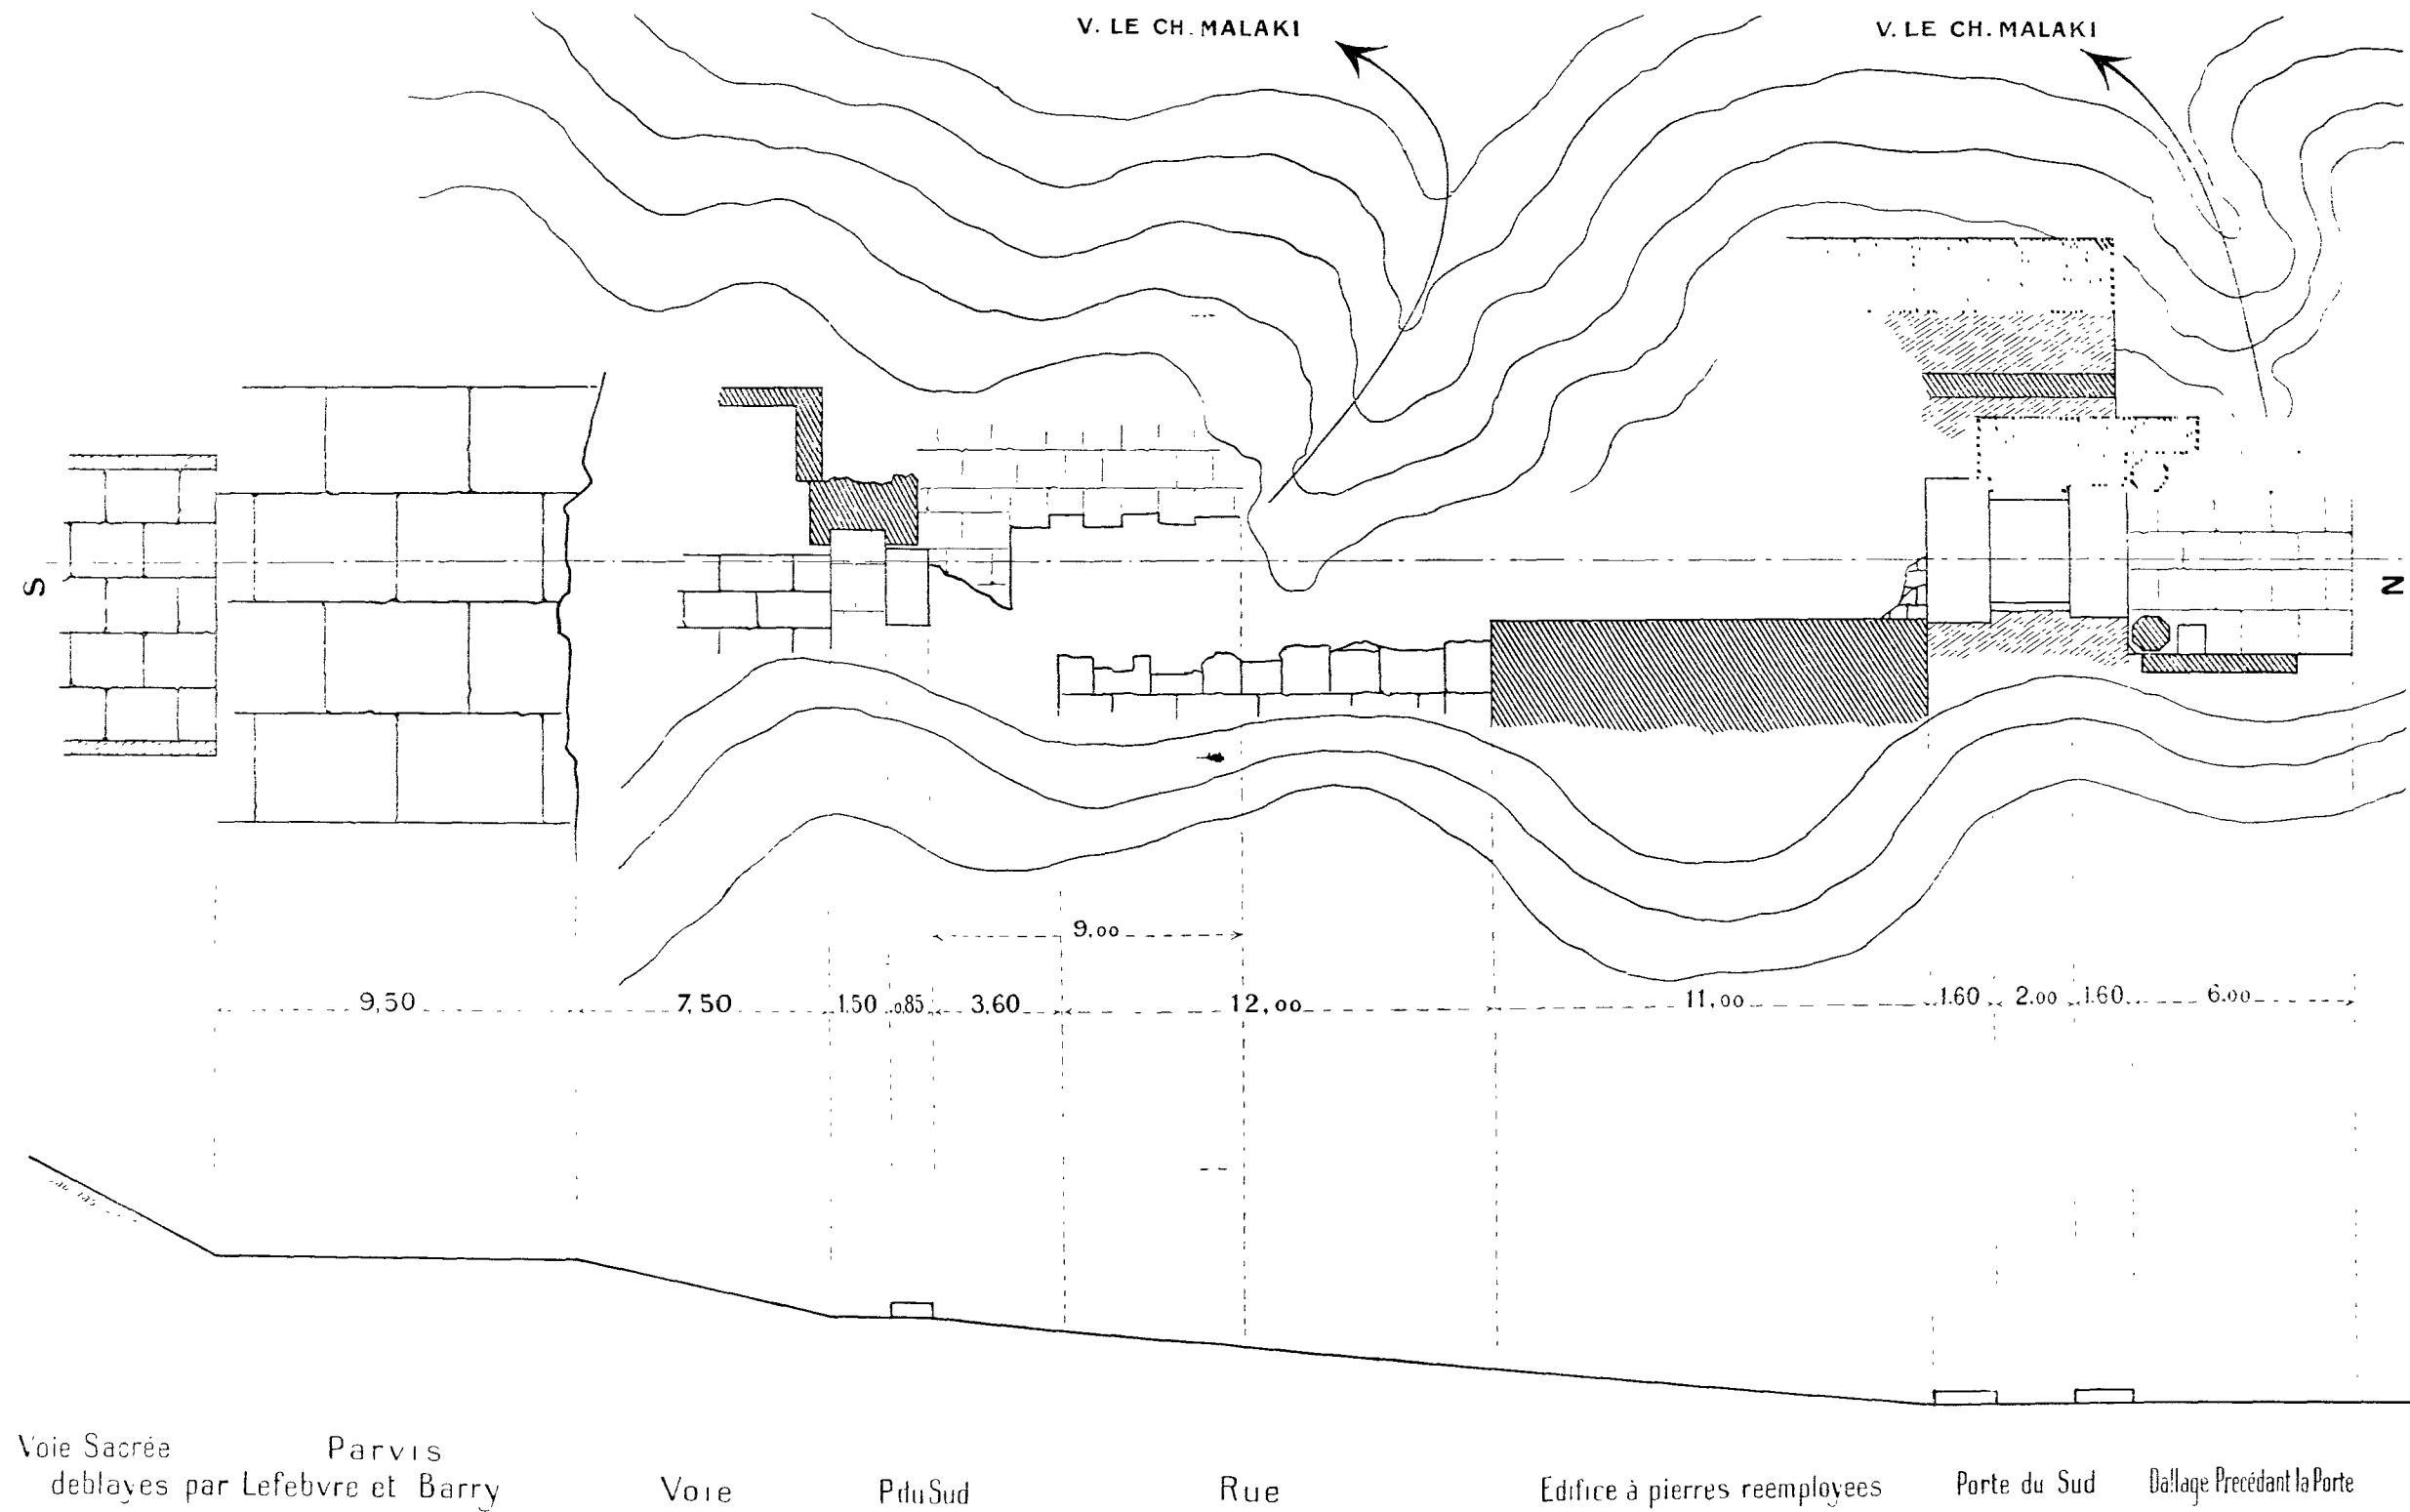 V. LE CH. MALAKI
V. LE CH. MALAKI
S
N
9,00
9,50
7,50
1.50
0,85
3,60
12,00
11,00
1.60
2.00
1.60
6.00
Voie Sacrée
Parvis
deblayes par Lefebvre et Barry
Voie
P. du Sud
Rue
Edifice à pierres reemployees
Porte du Sud
Dallage Precédant la Porte